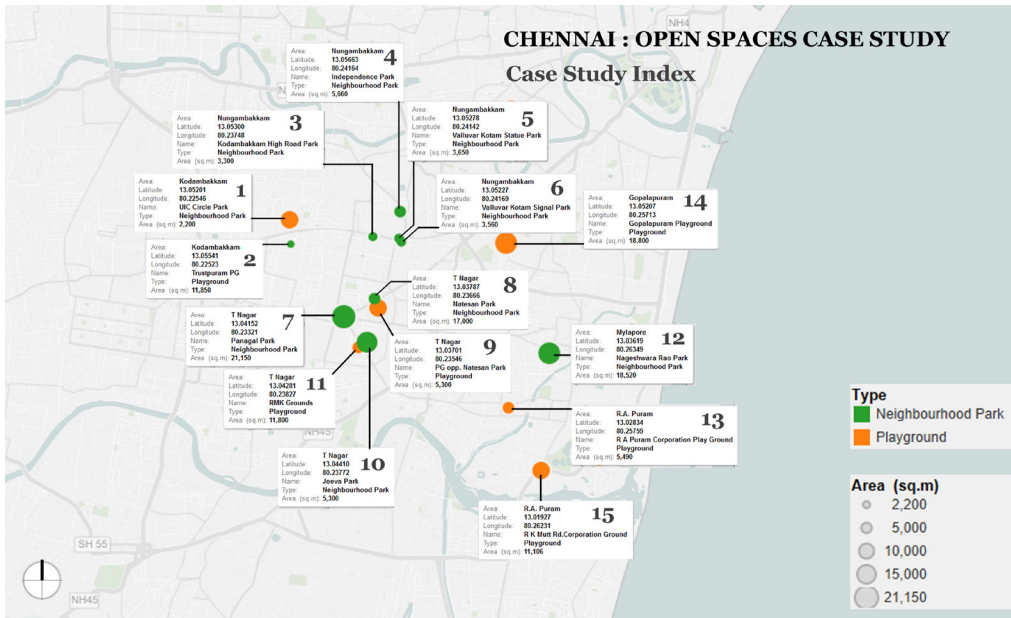 NH4
CHENNAI : OPEN SPACES CASE STUDY
Case Study Index
Area: Nungambakkam 4
Latitude: 13.05663
Longitude: 80.24164
Name: Independence Park
Type: Neighbourhood Park
Area (sq.m): 5,660
Area: Nungambakkam 5
Latitude: 13.05278
Longitude: 80.24142
Name: Valluvar Kotam Statue Park
Type: Neighbourhood Park
Area (sq.m): 3,650
Area: Nungambakkam 3
Latitude: 13.05300
Longitude: 80.23748
Name: Kodambakkam High Road Park
Type: Neighbourhood Park
Area (sq.m): 3,300
Area: Kodambakkam 1
Latitude: 13.05201
Longitude: 80.22546
Name: UIC Circle Park
Type: Neighbourhood Park
Area (sq.m): 2,200
Area: Nungambakkam 6
Latitude: 13.05227
Longitude: 80.24169
Name: Valluvar Kotam Signal Park
Type: Neighbourhood Park
Area (sq.m): 3,560
Area: Gopalapuram 14
Latitude: 13.05207
Longitude: 80.25713
Name: Gopalapuram Playground
Type: Playground
Area (sq.m): 18,800
Area: Kodambakkam 2
Latitude: 13.05541
Longitude: 80.22523
Name: Trustpuram PG
Type: Playground
Area (sq.m): 11,850
Area: T Nagar 8
Latitude: 13.03787
Longitude: 80.23666
Name: Natesan Park
Type: Neighbourhood Park
Area (sq.m): 17,000
Area: T Nagar 7
Latitude: 13.04152
Longitude: 80.23321
Name: Panagal Park
Type: Neighbourhood Park
Area (sq.m): 21,150
Area: T Nagar 9
Latitude: 13.03701
Longitude: 80.23546
Name: PG opp. Natesan Park
Type: Playground
Area (sq.m): 5,300
Area: Mylapore 12
Latitude: 13.03619
Longitude: 80.26349
Name: Nageshwara Rao Park
Type: Neighbourhood Park
Area (sq.m): 18,520
Area: T Nagar 11
Latitude: 13.04281
Longitude: 80.23827
Name: RMK Grounds
Type: Playground
Area (sq.m): 11,800
NH45
Area: R.A. Puram 13
Latitude: 13.02834
Longitude: 80.25759
Name: R A Puram Corporation Play Ground
Type: Playground
Area (sq.m): 5,490
Area: T Nagar 10
Latitude: 13.04410
Longitude: 80.23772
Name: Jeeva Park
Type: Neighbourhood Park
Area (sq.m): 5,300
Area: R.A. Puram 15
Latitude: 13.01927
Longitude: 80.26231
Name: R K Mutt Rd.Corporation Ground
Type: Playground
Area (sq.m): 11,106
Type
Neighbourhood Park
Playground
Area (sq.m)
2,200
5,000
10,000
15,000
21,150
SH 55
NH45